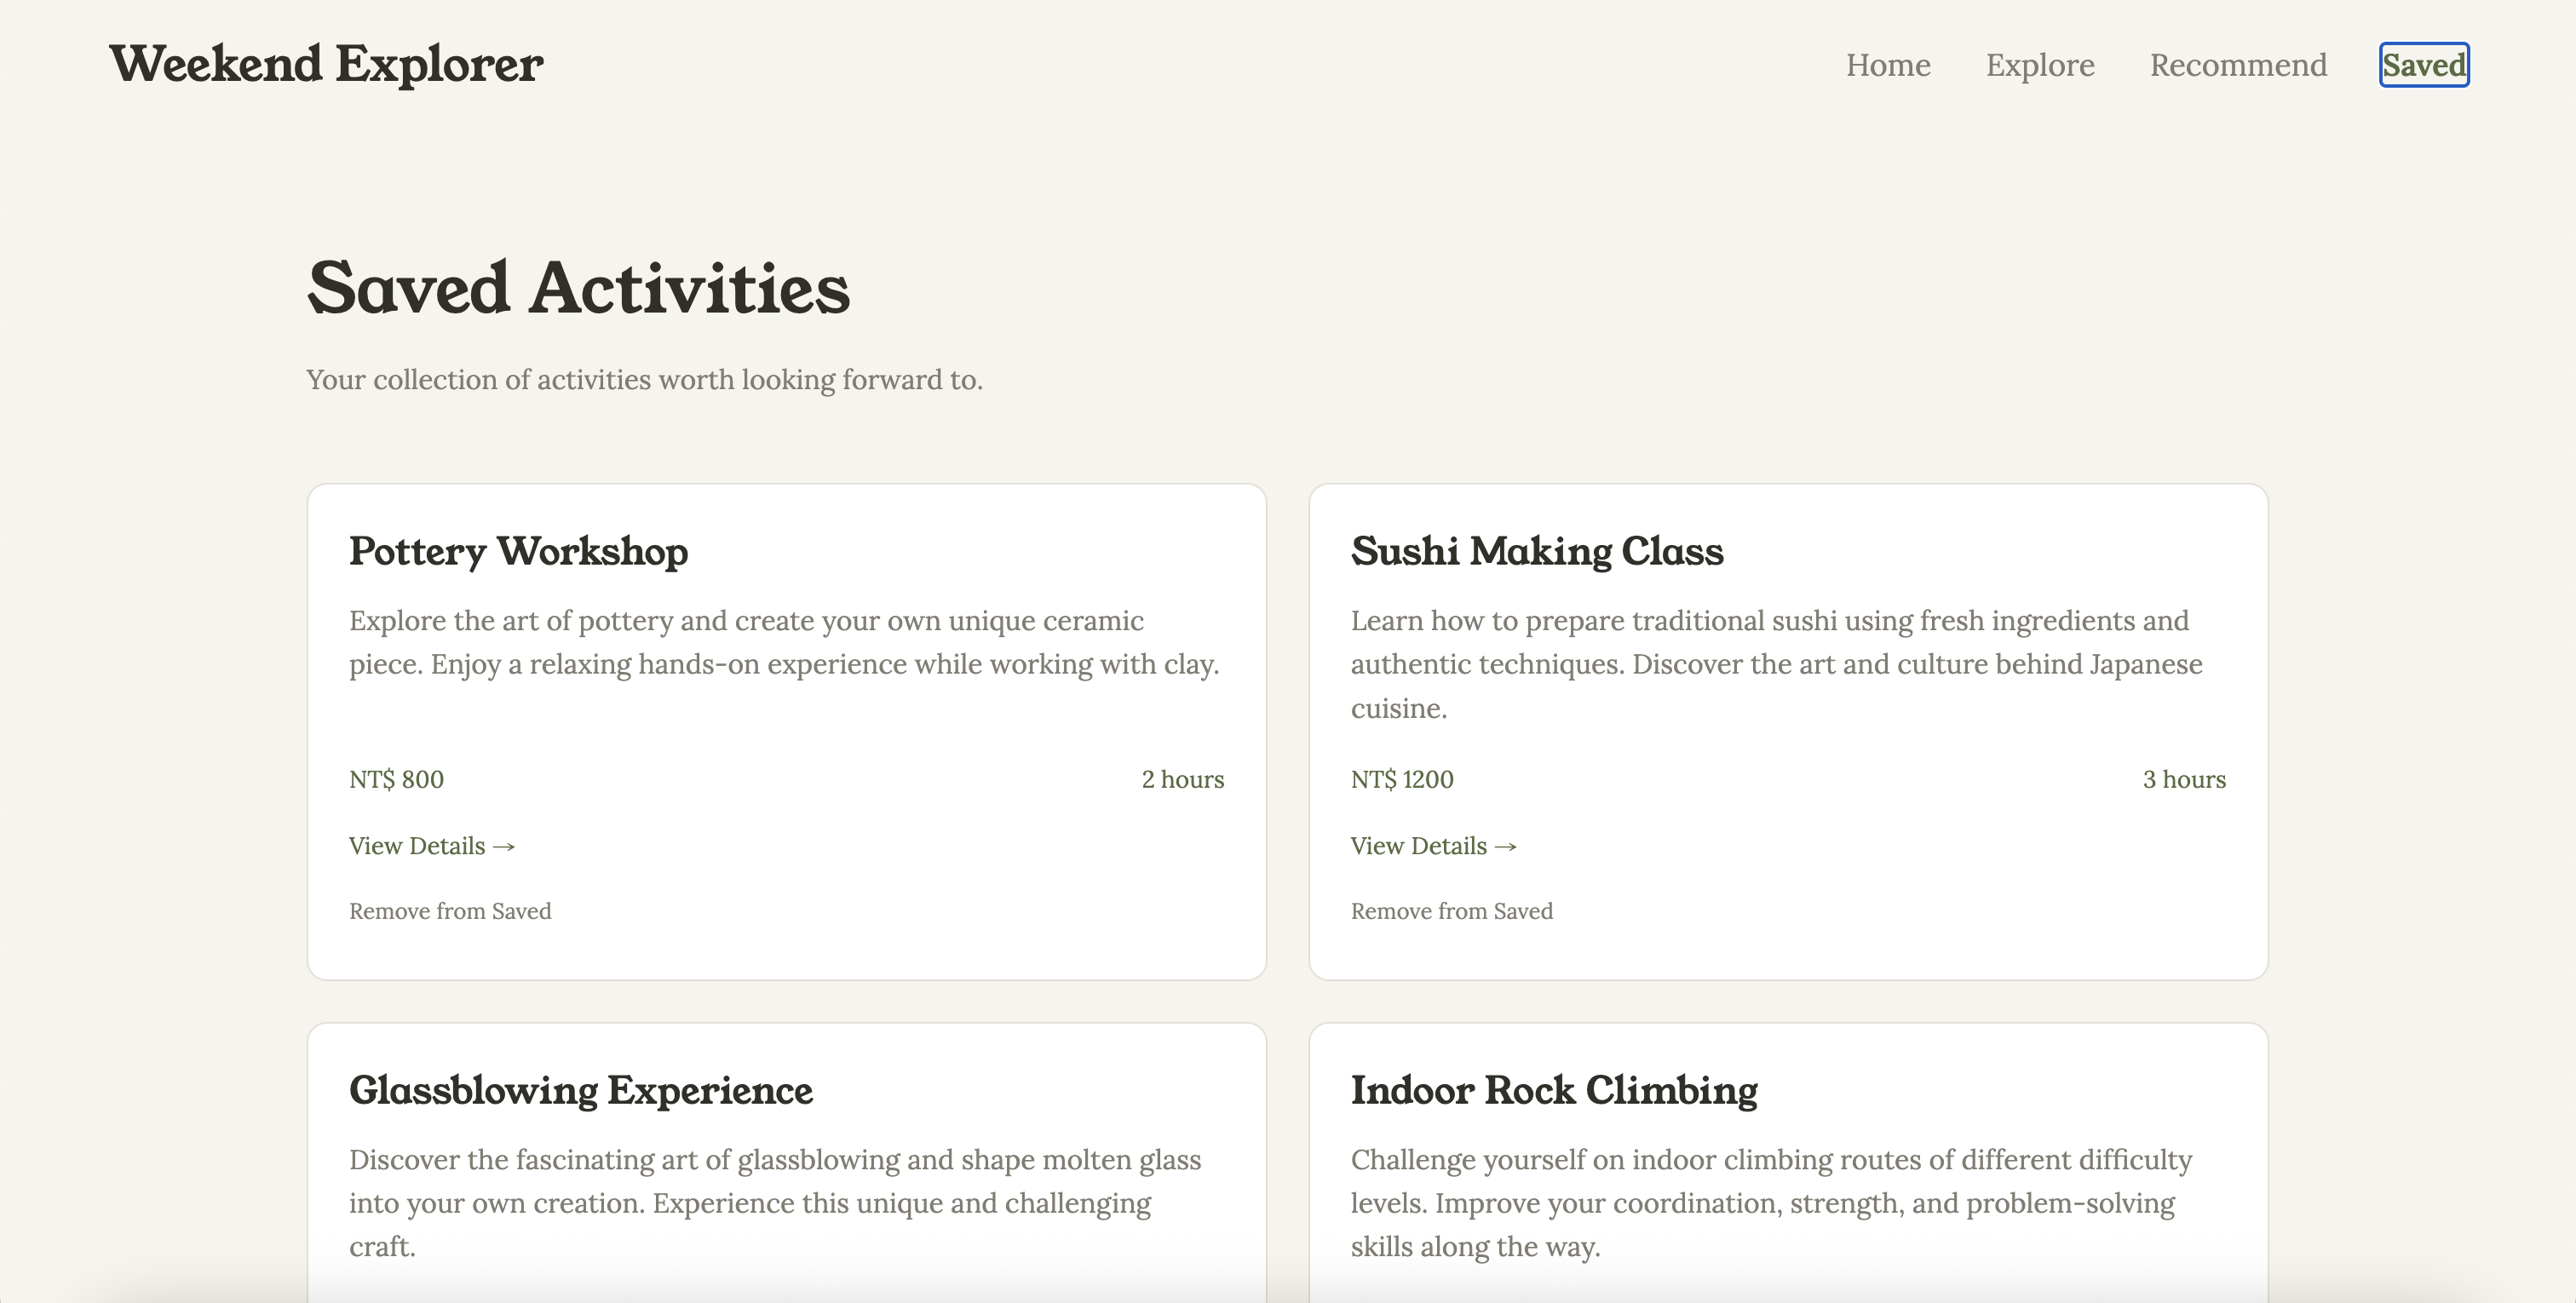 Weekend Explorer
Home Explore Recommend Saved
Saved Activities
Your collection of activities worth looking forward to.
Pottery Workshop
Explore the art of pottery and create your own unique ceramic
piece. Enjoy a relaxing hands-on experience while working with clay.
NT$ 800 2 hours
View Details →
Remove from Saved
Sushi Making Class
Learn how to prepare traditional sushi using fresh ingredients and
authentic techniques. Discover the art and culture behind Japanese
cuisine.
NT$ 1200 3 hours
View Details →
Remove from Saved
Glassblowing Experience
Discover the fascinating art of glassblowing and shape molten glass
into your own creation. Experience this unique and challenging
craft.
Indoor Rock Climbing
Challenge yourself on indoor climbing routes of different difficulty
levels. Improve your coordination, strength, and problem-solving
skills along the way.